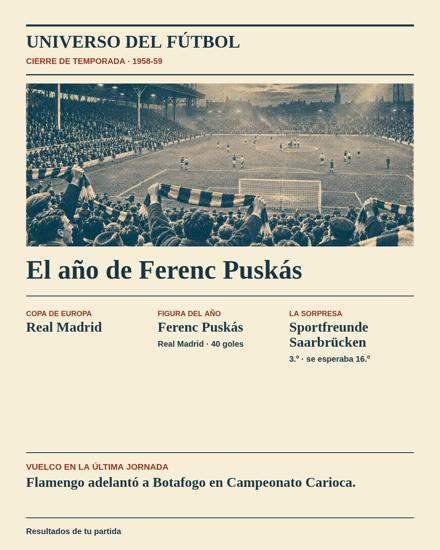 UNIVERSO DEL FÚTBOL
CIERRE DE TEMPORADA · 1958-59
El año de Ferenc Puskás
COPA DE EUROPA
Real Madrid
FIGURA DEL AÑO
Ferenc Puskás
Real Madrid · 40 goles
LA SORPRESA
Sportfreunde
Saarbrücken
3.º · se esperaba 16.º
VUELCO EN LA ÚLTIMA JORNADA
Flamengo adelantó a Botafogo en Campeonato Carioca.
Resultados de tu partida